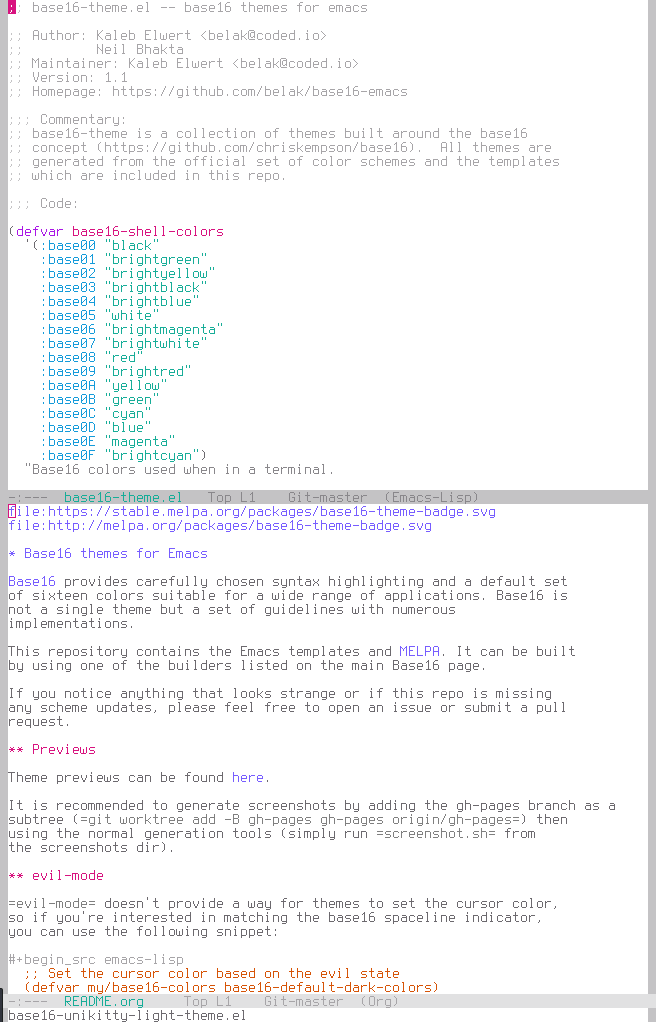 ;; base16-theme.el -- base16 themes for emacs
;; Author: Kaleb Elwert <belak@coded.io>
;;         Neil Bhakta
;; Maintainer: Kaleb Elwert <belak@coded.io>
;; Version: 1.1
;; Homepage: https://github.com/belak/base16-emacs
;;; Commentary:
;; base16-theme is a collection of themes built around the base16
;; concept (https://github.com/chriskempson/base16).  All themes are
;; generated from the official set of color schemes and the templates
;; which are included in this repo.
;;; Code:
(defvar base16-shell-colors
  '(:base00 "black"
    :base01 "brightgreen"
    :base02 "brightyellow"
    :base03 "brightblack"
    :base04 "brightblue"
    :base05 "white"
    :base06 "brightmagenta"
    :base07 "brightwhite"
    :base08 "red"
    :base09 "brightred"
    :base0A "yellow"
    :base0B "green"
    :base0C "cyan"
    :base0D "blue"
    :base0E "magenta"
    :base0F "brightcyan")
  "Base16 colors used when in a terminal.
-:---  base16-theme.el   Top L1    Git-master  (Emacs-Lisp)
file:https://stable.melpa.org/packages/base16-theme-badge.svg
file:http://melpa.org/packages/base16-theme-badge.svg
* Base16 themes for Emacs
Base16 provides carefully chosen syntax highlighting and a default set
of sixteen colors suitable for a wide range of applications. Base16 is
not a single theme but a set of guidelines with numerous
implementations.
This repository contains the Emacs templates and MELPA. It can be built
by using one of the builders listed on the main Base16 page.
If you notice anything that looks strange or if this repo is missing
any scheme updates, please feel free to open an issue or submit a pull
request.
** Previews
Theme previews can be found here.
It is recommended to generate screenshots by adding the gh-pages branch as a
subtree (=git worktree add -B gh-pages gh-pages origin/gh-pages=) then
using the normal generation tools (simply run =screenshot.sh= from
the screenshots dir).
** evil-mode
=evil-mode= doesn't provide a way for themes to set the cursor color,
so if you're interested in matching the base16 spaceline indicator,
you can use the following snippet:
#+begin_src emacs-lisp
  ;; Set the cursor color based on the evil state
  (defvar my/base16-colors base16-default-dark-colors)
-:---  README.org     Top L1    Git-master  (Org)
base16-unikitty-light-theme.el